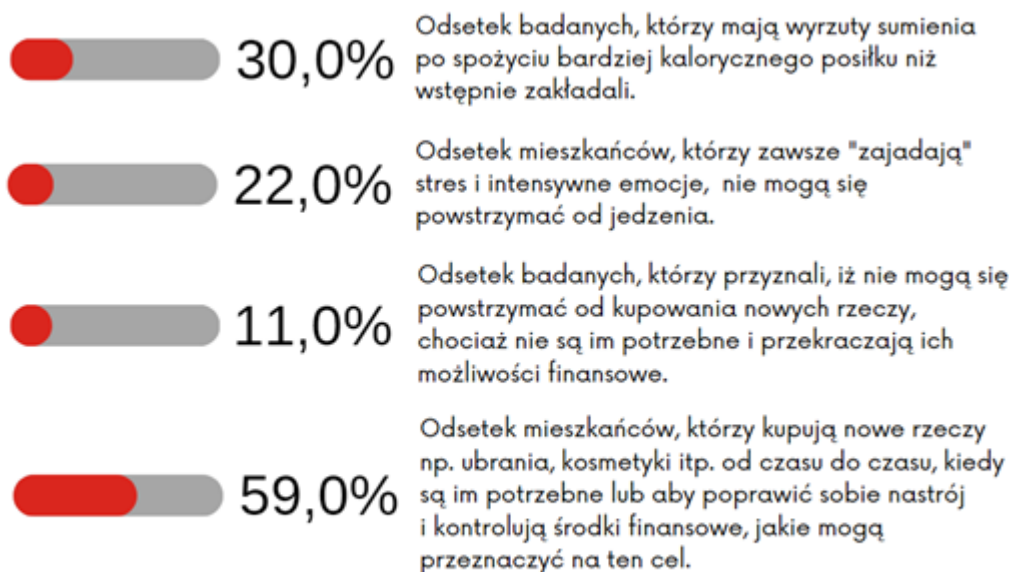 30,0%
Odsetek badanych, którzy mają wyrzuty sumienia
po spożyciu bardziej kalorycznego posiłku niż
wstępnie zakładali.
22,0%
Odsetek mieszkańców, którzy zawsze "zajadają"
stres i intensywne emocje, nie mogą się
powstrzymać od jedzenia.
11,0%
Odsetek badanych, którzy przyznali, iż nie mogą się
powstrzymać od kupowania nowych rzeczy,
chociaż nie są im potrzebne i przekraczają ich
możliwości finansowe.
59,0%
Odsetek mieszkańców, którzy kupują nowe rzeczy
np. ubrania, kosmetyki itp. od czasu do czasu, kiedy
są im potrzebne lub aby poprawić sobie nastrój
i kontrolują środki finansowe, jakie mogą
przeznaczyć na ten cel.